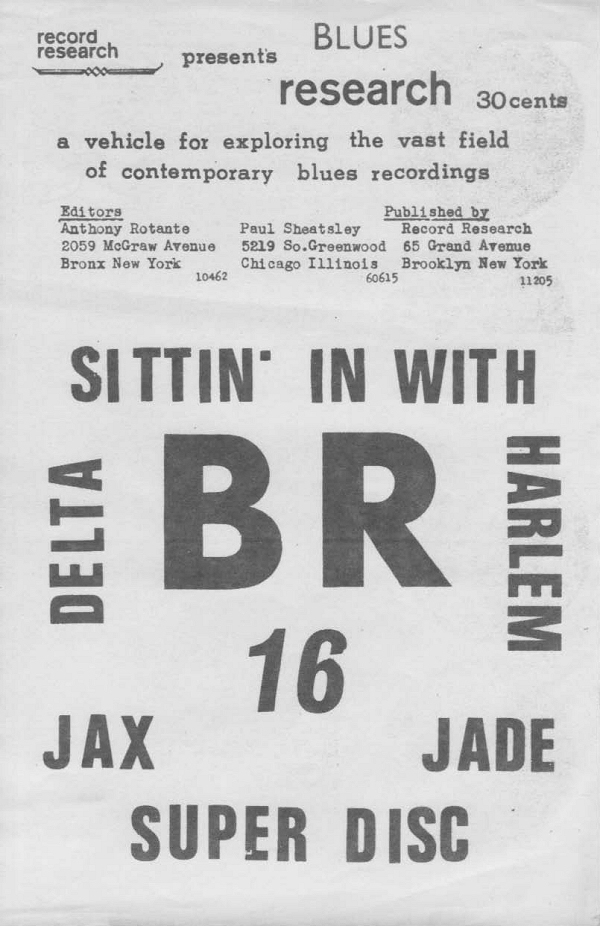 record
research
presents
BLUES
research 30cents
a vehicle for exploring the vast field
of contemporary blues recordings
Editors
Anthony Rotante
2059 McGraw Avenue
Bronx New York
10462
Paul Sheatsley
5219 So.Greenwood
Chicago Illinois
60615
Published by
Record Research
65 Grand Avenue
Brooklyn New York
11205
SITTIN' IN WITH
DELTA
BR
HARLEM
16
JAX
JADE
SUPER DISC